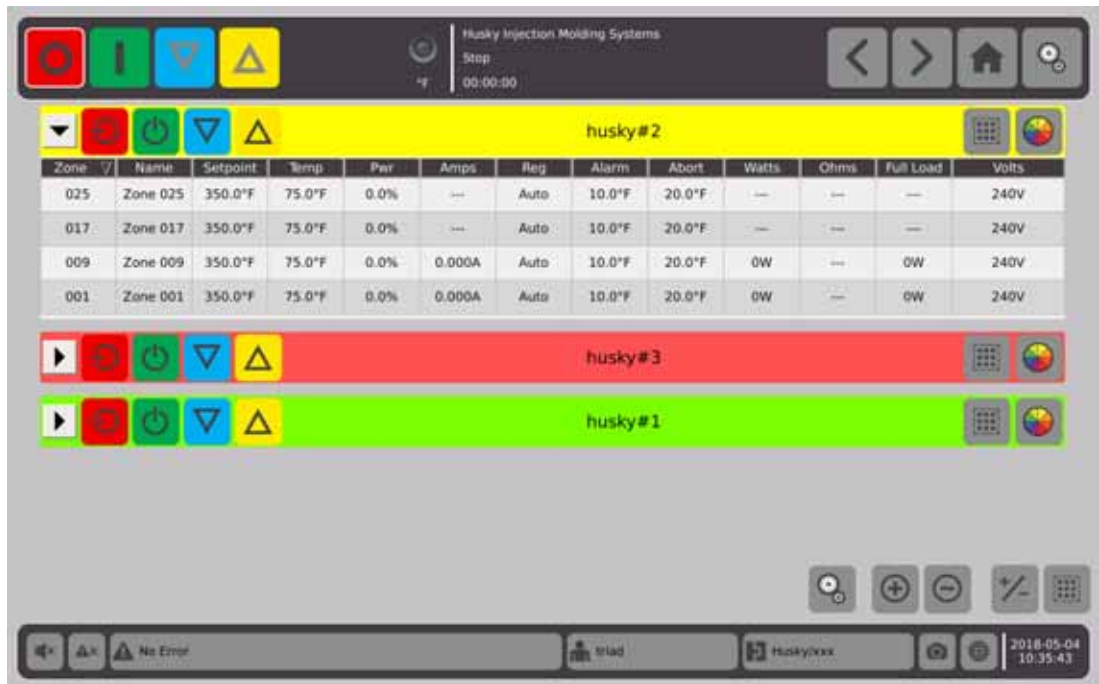 Husky Injection Molding Systems
Stop
°F 00:00:00
husky#2
Zone Name Setpoint Temp Pwr Amps Reg Alarm Abort Watts Ohms Full Load Volts
025 Zone 025 350.0°F 75.0°F 0.0% --- Auto 10.0°F 20.0°F --- --- --- 240V
017 Zone 017 350.0°F 75.0°F 0.0% --- Auto 10.0°F 20.0°F --- --- --- 240V
009 Zone 009 350.0°F 75.0°F 0.0% 0.000A Auto 10.0°F 20.0°F 0W --- 0W 240V
001 Zone 001 350.0°F 75.0°F 0.0% 0.000A Auto 10.0°F 20.0°F 0W --- 0W 240V
husky#3
husky#1
No Error triad Husky/xxx 2018-05-04
10:35:43